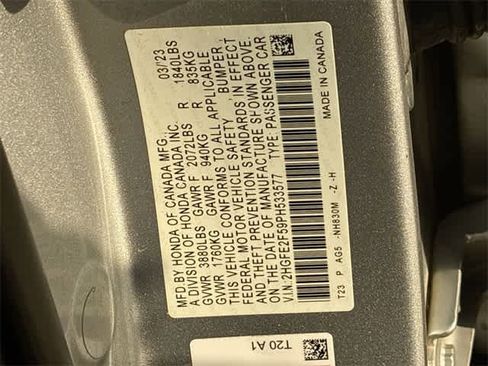 MFD BY HONDA OF CANADA MFG. 03/23
A DIVISION OF HONDA CANADA INC.
GVWR 3880LBS GAWR F 2072LBS R 1840LBS
GVWR 1760KG GAWR F 940KG R 835KG
THIS VEHICLE CONFORMS TO ALL APPLICABLE
FEDERAL MOTOR VEHICLE SAFETY, BUMPER,
THEFT PREVENTION STANDARDS IN EFFECT
ON THE DATE OF MANUFACTURE SHOWN ABOVE.
V.I.N: 2HGFE2F59PH533577 TYPE: PASSENGER CAR
T23 P AG5 -NH830M -Z -H MADE IN CANADA
T20 A1